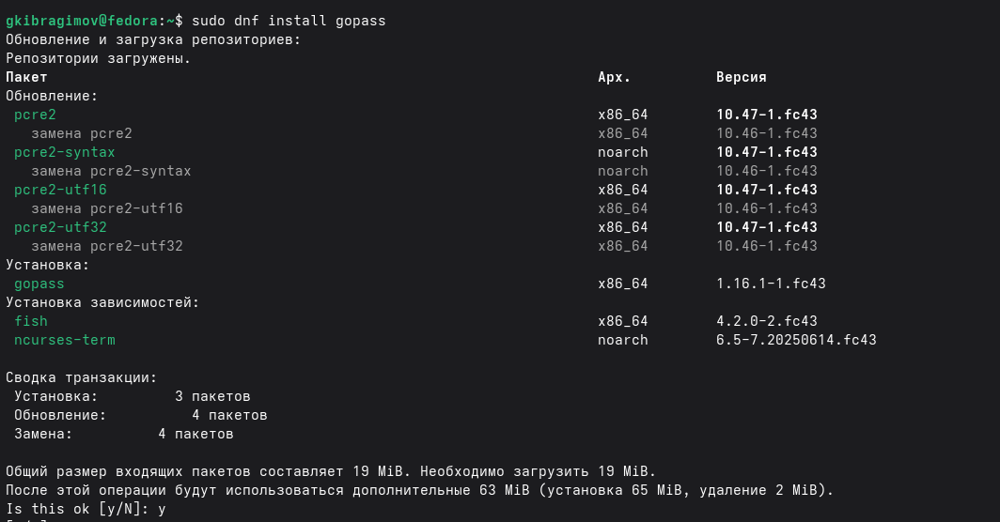 gkibragimov@fedora:~$ sudo dnf install gopass
Обновление и загрузка репозиториев:
Репозитории загружены.
Пакет Арх. Версия
Обновление:
pcre2 x86_64 10.47-1.fc43
замена pcre2 x86_64 10.46-1.fc43
pcre2-syntax noarch 10.47-1.fc43
замена pcre2-syntax noarch 10.46-1.fc43
pcre2-utf16 x86_64 10.47-1.fc43
замена pcre2-utf16 x86_64 10.46-1.fc43
pcre2-utf32 x86_64 10.47-1.fc43
замена pcre2-utf32 x86_64 10.46-1.fc43
Установка:
gopass x86_64 1.16.1-1.fc43
Установка зависимостей:
fish x86_64 4.2.0-2.fc43
ncurses-term noarch 6.5-7.20250614.fc43
Сводка транзакции:
Установка: 3 пакетов
Обновление: 4 пакетов
Замена: 4 пакетов
Общий размер входящих пакетов составляет 19 MiB. Необходимо загрузить 19 MiB.
После этой операции будут использоваться дополнительные 63 MiB (установка 65 MiB, удаление 2 MiB).
Is this ok [y/N]: y